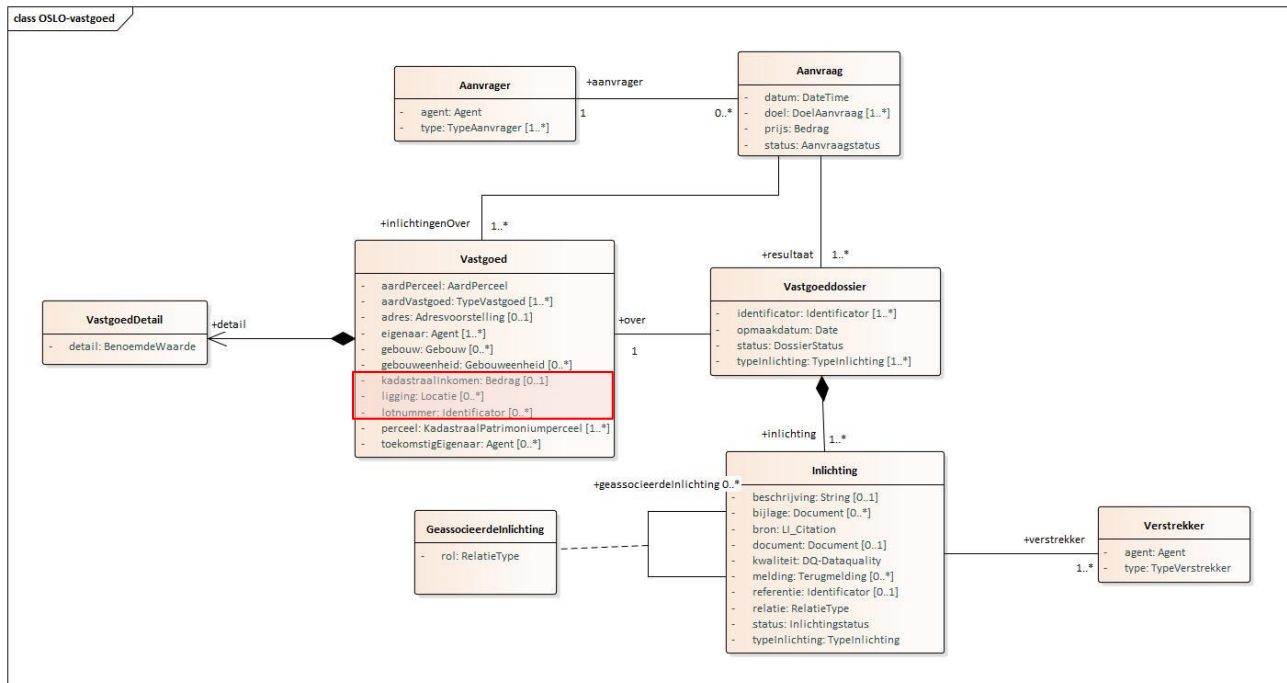 class OSLO-vastgoed
Aanvrager
- agent: Agent
- type: TypeAanvrager [1..*]
+aanvrager
1
0..*
Aanvraag
- datum: DateTime
- doel: DoelAanvraag [1..*]
- prijs: Bedrag
- status: Aanvraagstatus
+inlichtingenOver
1..*
+resultaat
1..*
Vastgoed
- aardPerceel: AardPerceel
- aardVastgoed: TypeVastgoed [1..*]
- adres: Adresvoorstelling [0..1]
- eigenaar: Agent [1..*]
- gebouw: Gebouw [0..*]
- gebouweenheid: Gebouweenheid [0..*]
- kadastraalInkomen: Bedrag [0..1]
- ligging: Locatie [0..*]
- lotnummer: Identificator [0..*]
- perceel: KadastraalPatrimoniumperceel [1..*]
- toekomstigEigenaar: Agent [0..*]
VastgoedDetail
- detail: BenoemdeWaarde
+detail
+over
1
Vastgoeddossier
- identificator: Identificator [1..*]
- opmaakdatum: Date
- status: DossierStatus
- typeInlichting: TypeInlichting [1..*]
+inlichting
1..*
Inlichting
- beschrijving: String [0..1]
- bijlage: Document [0..*]
- bron: LI_Citation
- document: Document [0..1]
- kwaliteit: DQ-Dataquality
- melding: Terugmelding [0..*]
- referentie: Identificator [0..1]
- relatie: RelatieType
- status: Inlichtingstatus
- typeInlichting: TypeInlichting
+geassocieerdeInlichting 0..*
GeassocieerdeInlichting
- rol: RelatieType
+verstrekker
1..*
Verstrekker
- agent: Agent
- type: TypeVerstrekker